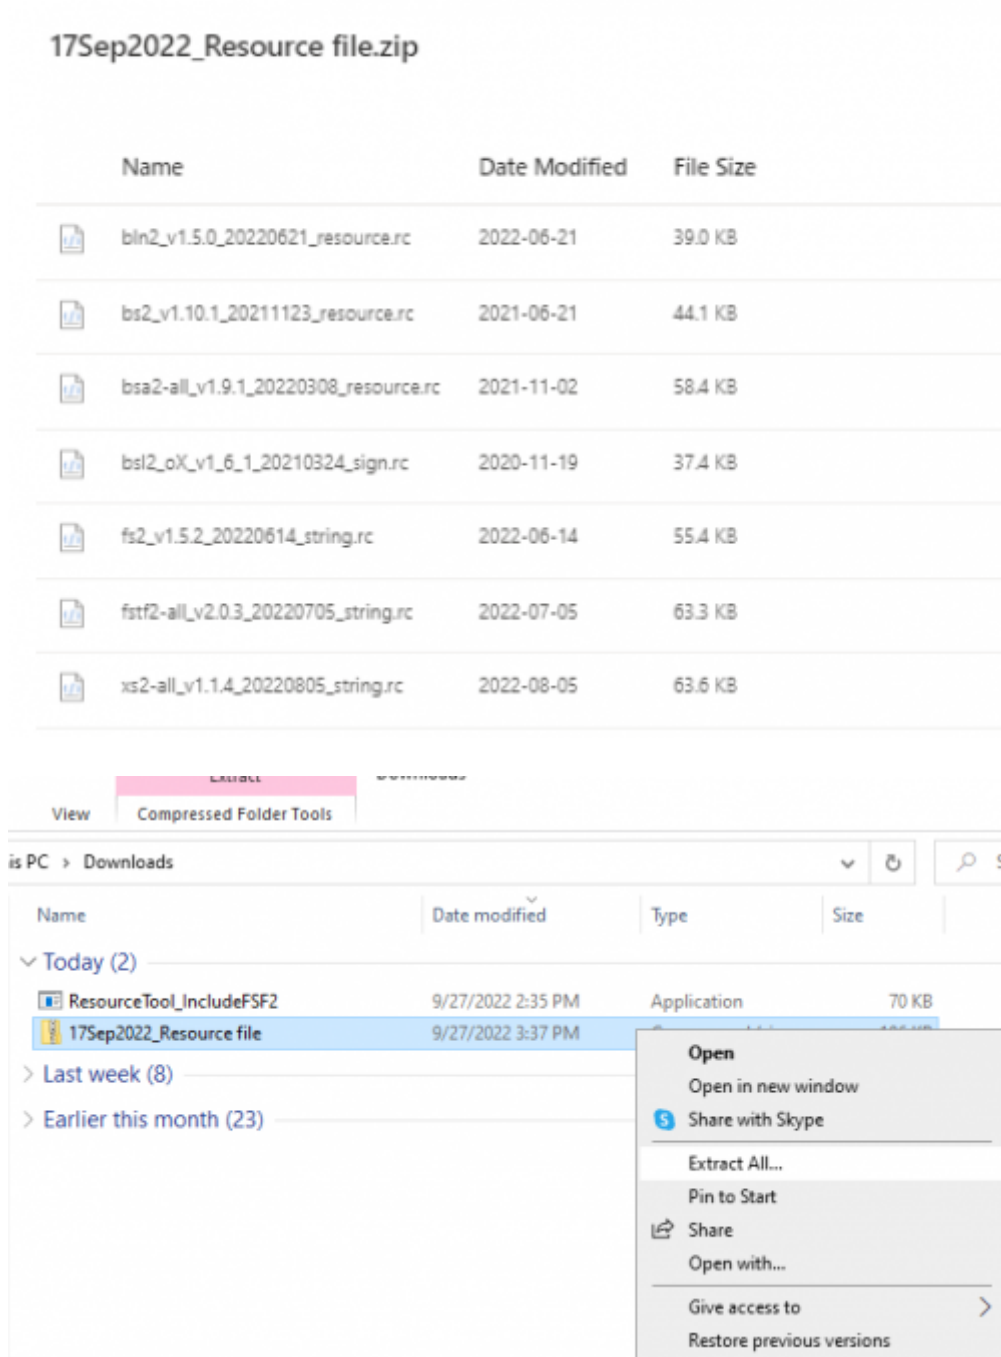 17Sep2022_Resource file.zip
Name Date Modified File Size
bln2_v1.5.0_20220621_resource.rc 2022-06-21 39.0 KB
bs2_v1.10.1_20211123_resource.rc 2021-06-21 44.1 KB
bsa2-all_v1.9.1_20220308_resource.rc 2021-11-02 58.4 KB
bsl2_oX_v1_6_1_20210324_sign.rc 2020-11-19 37.4 KB
fs2_v1.5.2_20220614_string.rc 2022-06-14 55.4 KB
fstf2-all_v2.0.3_20220705_string.rc 2022-07-05 63.3 KB
xs2-all_v1.1.4_20220805_string.rc 2022-08-05 63.6 KB
Extract Downloads
View Compressed Folder Tools
is PC > Downloads
Name Date modified Type Size
Today (2)
ResourceTool_IncludeFSF2 9/27/2022 2:35 PM Application 70 KB
17Sep2022_Resource file 9/27/2022 3:37 PM
Last week (8)
Earlier this month (23)
Open
Open in new window
Share with Skype
Extract All...
Pin to Start
Share
Open with...
Give access to
Restore previous versions